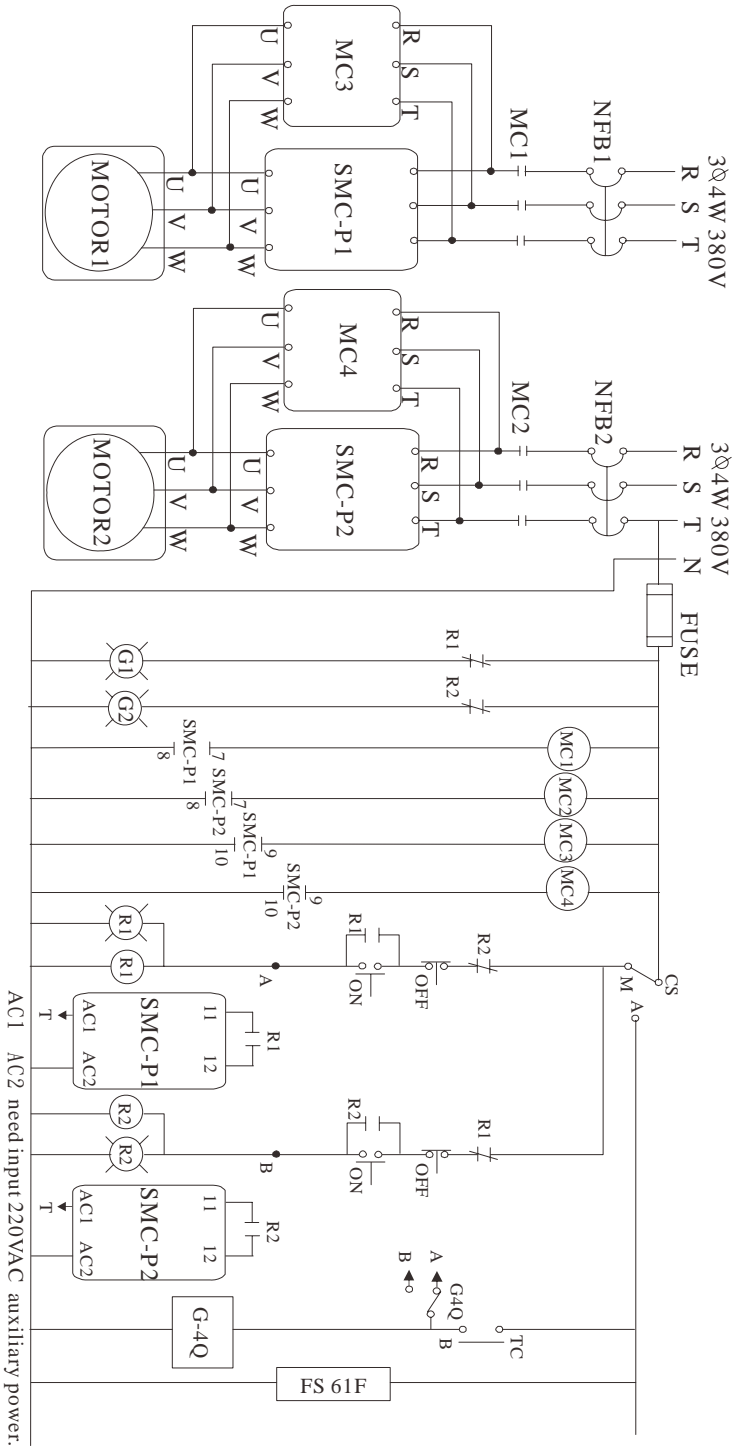 3∅4W 380V
R S T
NFB1
MC1
R S T
MC3
U V W
SMC-P1
U V W
U V W
MOTOR1
3∅4W 380V
R S T N
NFB2
MC2
R S T
MC4
U V W
R S T
SMC-P2
U V W
U V W
MOTOR2
FUSE
R1
G1
R2
G2
MC1
7
SMC-P1
8
MC2
7
SMC-P2
8
MC3
9
SMC-P1
10
MC4
9
SMC-P2
10
CS
M A
R2
OFF
R1
ON
A
R1
R1
R1
11 12
SMC-P1
AC1 AC2
T
R1
OFF
R2
ON
B
R2
R2
R2
11 12
SMC-P2
AC1 AC2
T
TC
B
G4Q
A
B
G-4Q
FS 61F
AC1 AC2 need input 220VAC auxiliary power.